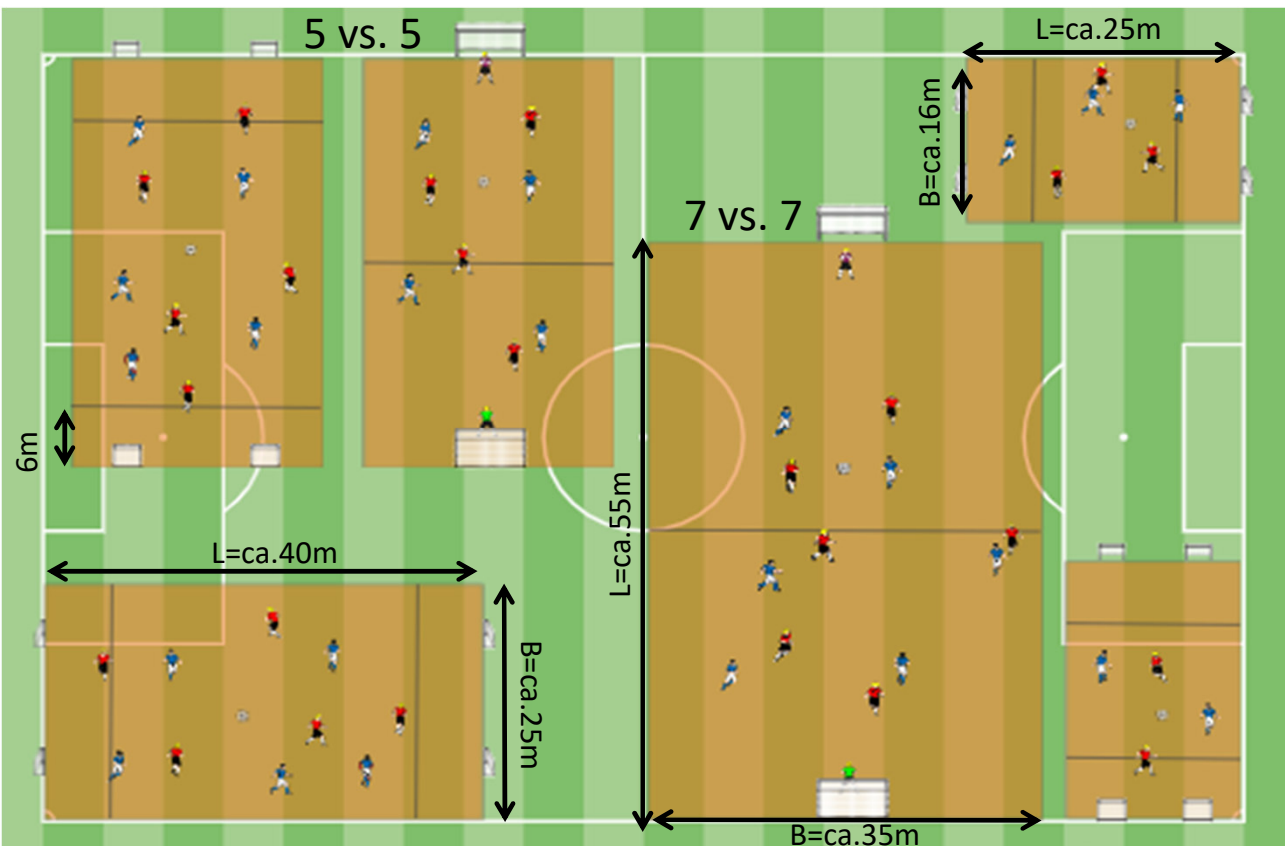 5 vs. 5
L=ca.25m
B=ca.16m
7 vs. 7
6m
L=ca.40m
B=ca.25m
L=ca.55m
B=ca.35m